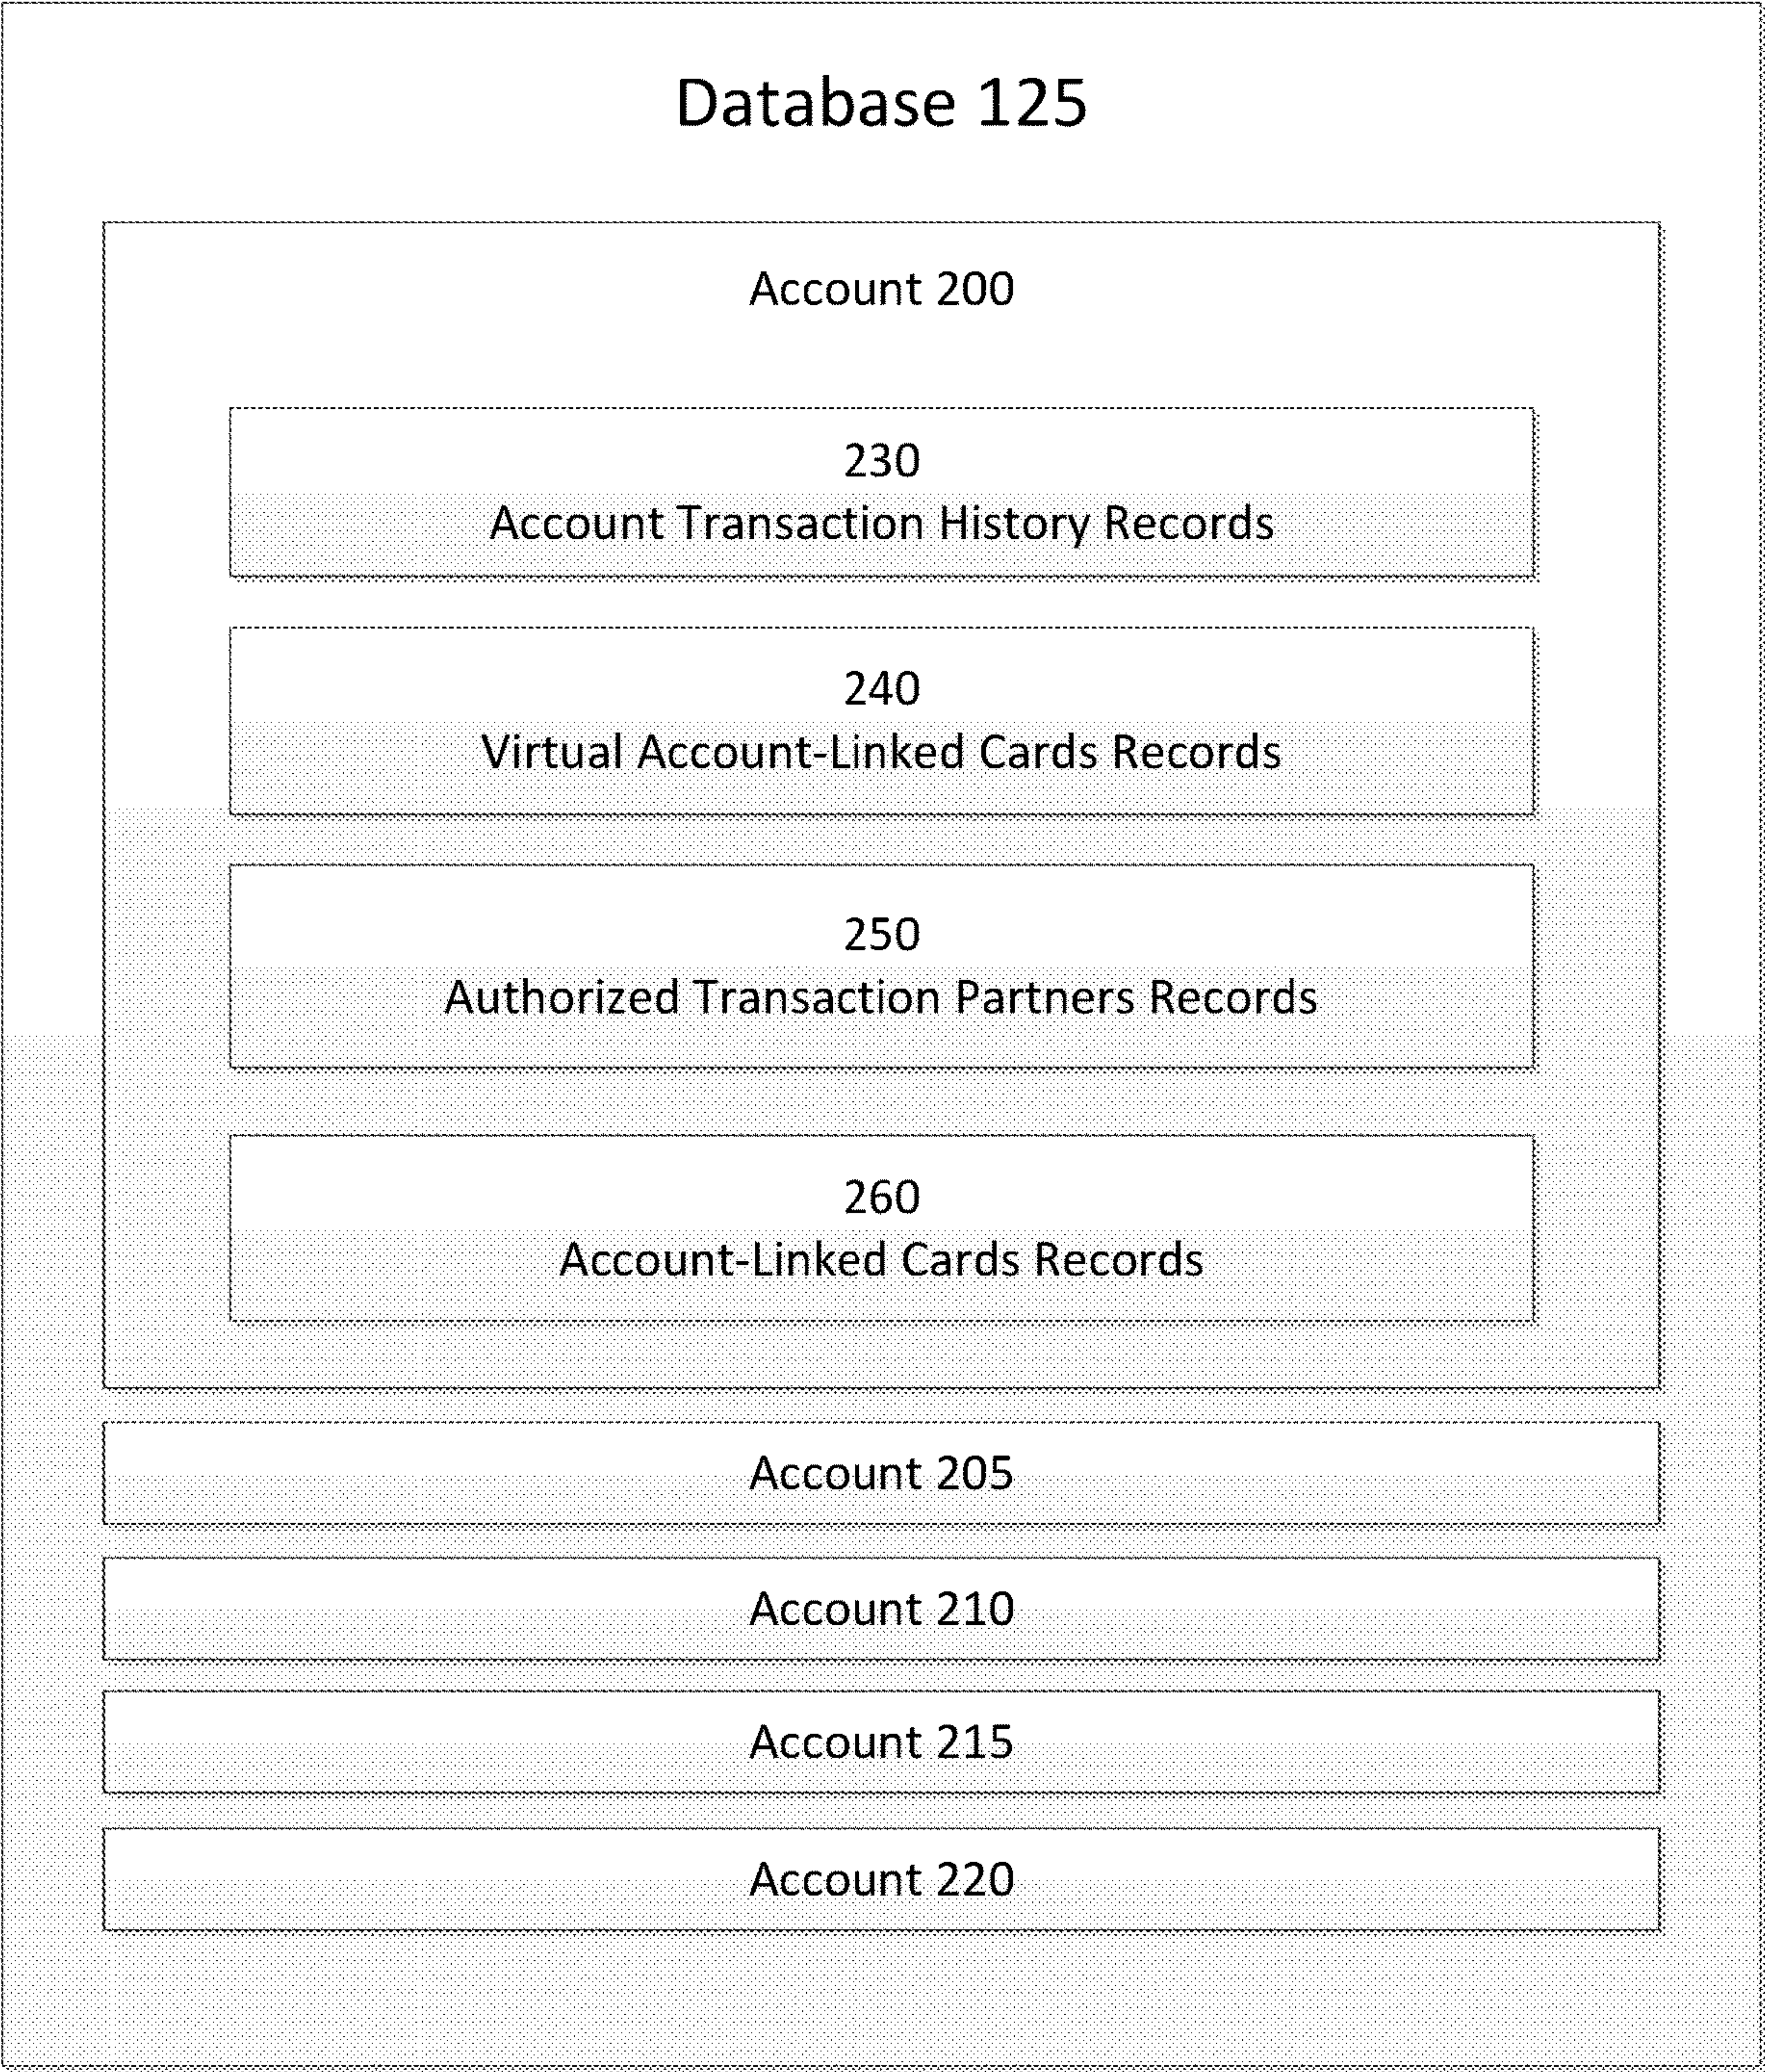 Database 125
Account 200
230
Account Transaction History Records
240
Virtual Account-Linked Cards Records
250
Authorized Transaction Partners Records
260
Account-Linked Cards Records
Account 205
Account 210
Account 215
Account 220